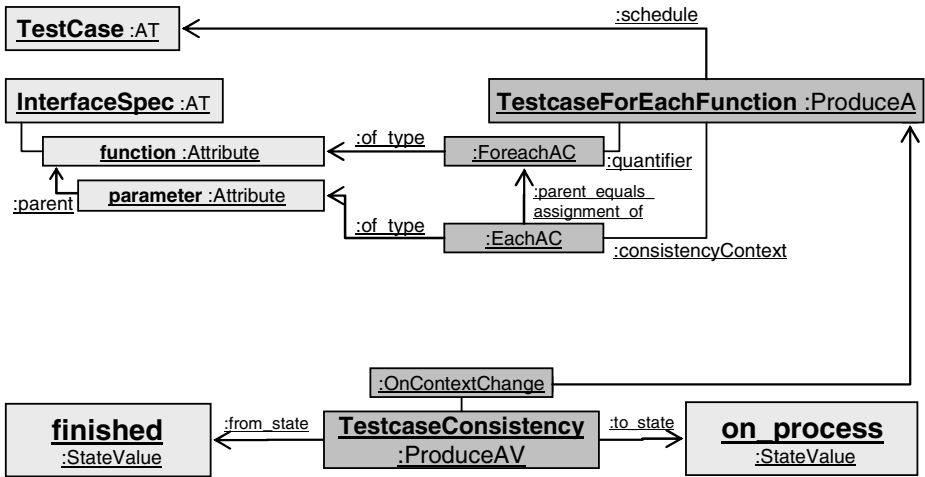 :schedule
TestCase :AT
InterfaceSpec :AT
TestcaseForEachFunction :ProduceA
function :Attribute
:of_type
:ForeachAC
:quantifier
parameter :Attribute
:parent
:parent_equals_
assignment_of
:of_type
:EachAC
:consistencyContext
:OnContextChange
finished
:StateValue
:from_state
TestcaseConsistency
:ProduceAV
:to_state
on_process
:StateValue